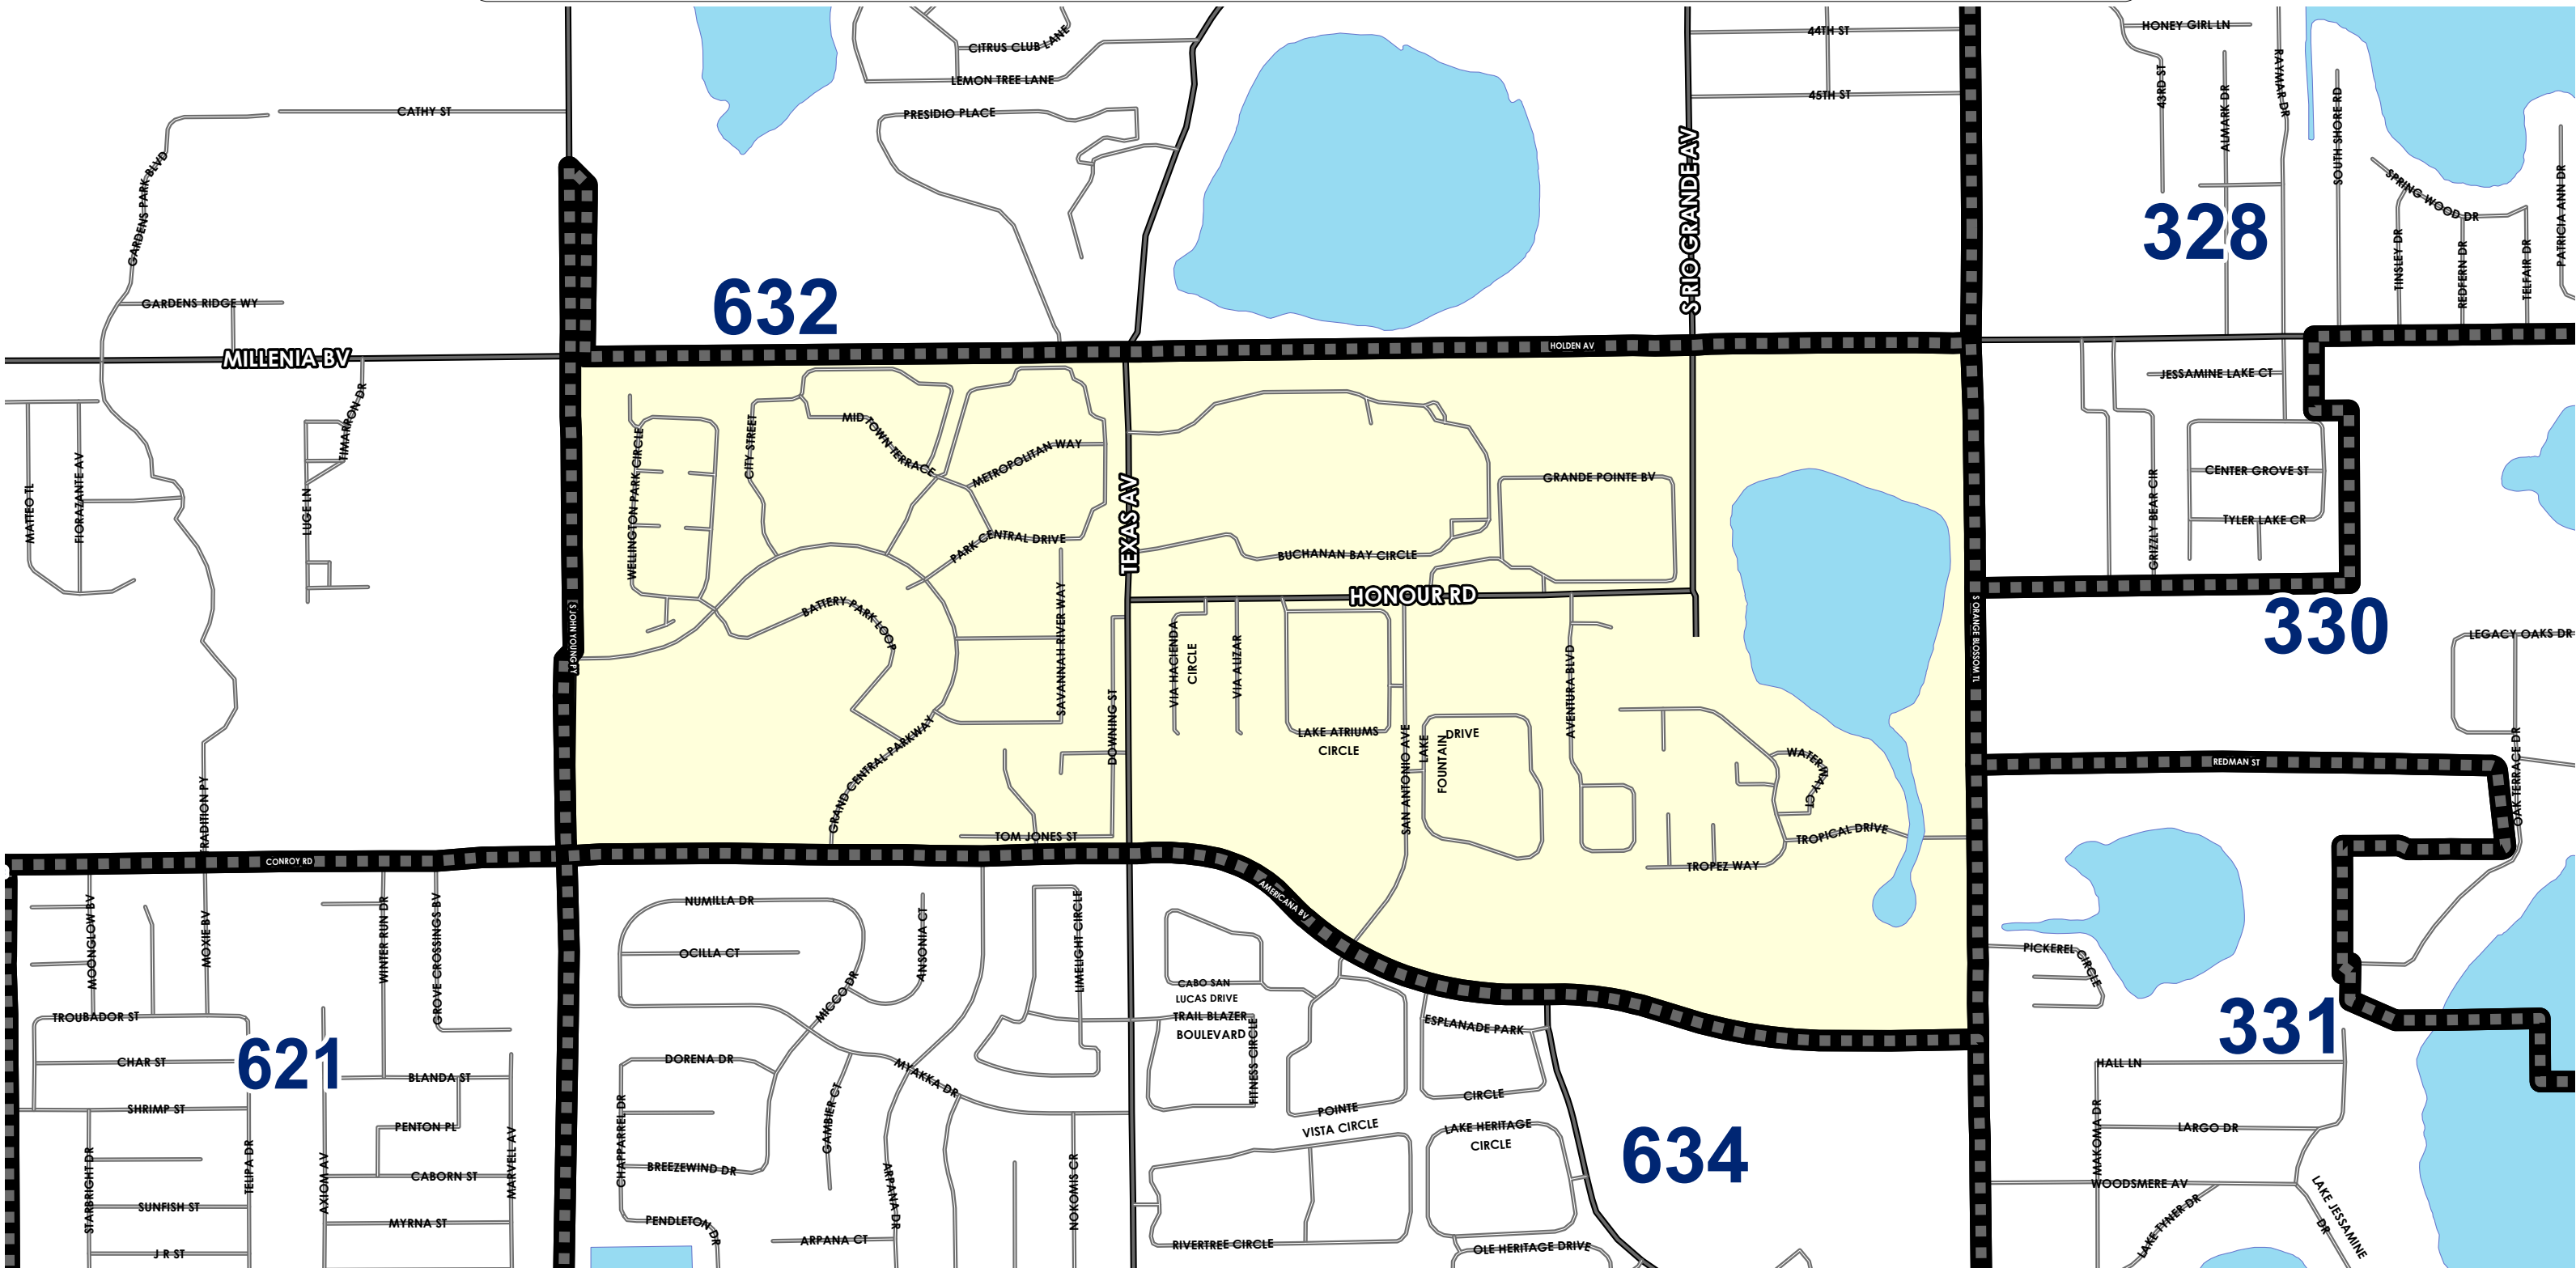 CITRUS CLUB LANE
LEMON TREE LANE
PRESIDIO PLACE
44TH ST
45TH ST
S RIO GRANDE AV
HONEY GIRL LN
43RD ST
ALMARK DR
RAYMAR DR
SOUTH SHORE RD
SPRING WOOD DR
TINSLEY DR
REDFERN DR
TELFAIR DR
PATRICIA ANN DR
328
CATHY ST
GARDENS PARK BLVD
GARDENS RIDGE WY
632
MILLENIA BV
HOLDEN AV
JESSAMINE LAKE CT
TIMARRON DR
LUGE LN
MATTEO TL
FIORAZANTE AV
WELLINGTON PARK CIRCLE
CITY STREET
MID TOWN TERRACE
METROPOLITAN WAY
PARK CENTRAL DRIVE
TEXAS AV
GRANDE POINTE BV
BUCHANAN BAY CIRCLE
HONOUR RD
CENTER GROVE ST
TYLER LAKE CR
GRIZZLY BEAR CIR
330
S JOHN YOUNG PY
S ORANGE BLOSSOM TL
BATTERY PARK LOOP
SAVANNAH RIVER WAY
DOWNING ST
VIA HACIENDA
CIRCLE
VIA ALIZAR
LAKE ATRIUMS
CIRCLE
SAN ANTONIO AVE
LAKE
FOUNTAIN
DRIVE
AVENTURA BLVD
WATER WAY CT
TROPICAL DRIVE
TROPEZ WAY
LEGACY OAKS DR
OAK TERRACE DR
REDMAN ST
GRAND CENTRAL PARKWAY
TOM JONES ST
TRADITION PY
CONROY RD
AMERICANA BV
MOONGLOW BV
MOXIE BV
WINTER RUN DR
GROVE CROSSINGS BV
NUMILLA DR
OCILLA CT
ANSONIA CT
MICCO DR
LIMELIGHT CIRCLE
CABO SAN
LUCAS DRIVE
TRAIL BLAZER
BOULEVARD
FITNESS CIRCLE
ESPLANADE PARK
CIRCLE
PICKEREL CIRCLE
331
TROUBADOR ST
CHAR ST
621
BLANDA ST
SHRIMP ST
PENTON PL
CABORN ST
STARBRIGHT DR
TELIPA DR
AXIOM AV
MARVELL AV
SUNFISH ST
MYRNA ST
J R ST
DORENA DR
MYAKKA DR
CHAPPARREL DR
GAMBIER CT
BREEZEWIND DR
PENDLETON DR
ARPANA CT
ARPANA DR
NOKOMIS CR
POINTE
VISTA CIRCLE
LAKE HERITAGE
CIRCLE
634
RIVERTREE CIRCLE
OLE HERITAGE DRIVE
HALL LN
MAKOMA DR
LARGO DR
WOODSMERE AV
LAKE TYNER DR
LAKE JESSAMINE
DR